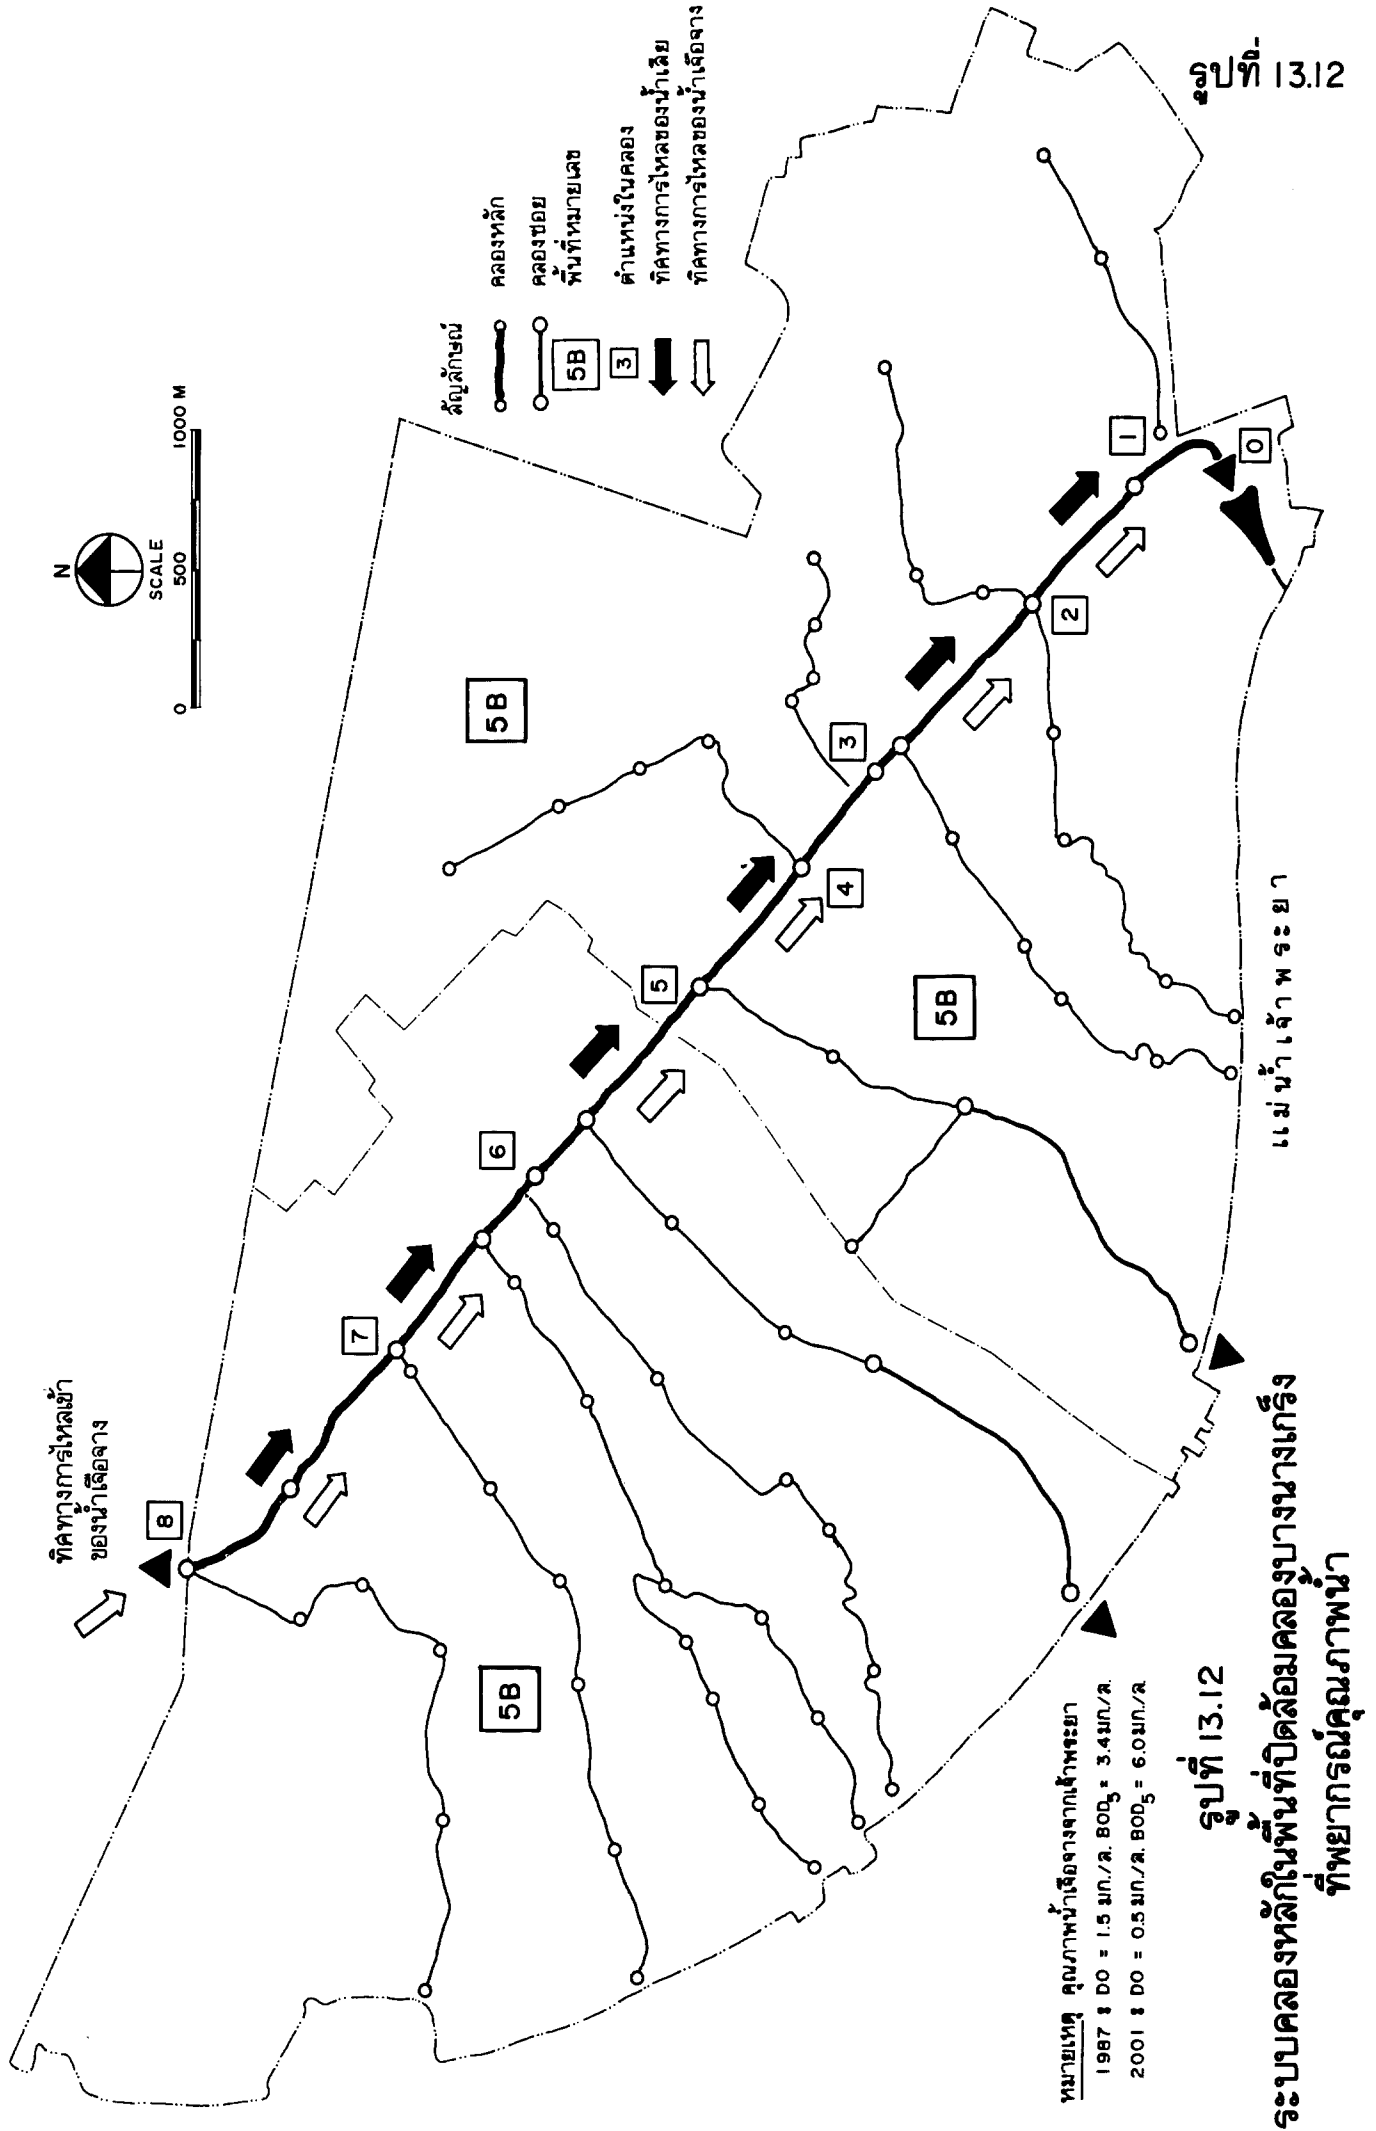 รูปที่ 13.12
N
SCALE
0 500 1000 M
สัญลักษณ์
คลองหลัก
คลองซอย
5B พื้นที่หมายเลข
3 ตำแหน่งในคลอง
ทิศทางการไหลของน้ำเสีย
ทิศทางการไหลของน้ำเจือจาง
ทิศทางการไหลเข้า
ของน้ำเจือจาง
8
7
6
5
4
3
2
1
0
5B
5B
5B
แม่น้ำเจ้าพระยา
หมายเหตุ คุณภาพน้ำเจือจางจากเจ้าพระยา
1987 : DO = 1.5 มก./ล. BOD5 = 3.4 มก./ล.
2001 : DO = 0.5 มก./ล. BOD5 = 6.0 มก./ล.
รูปที่ 13.12
ระบบคลองหลักในพื้นที่ปิดล้อมคลองบางนางเกร็ง
ที่พยากรณ์คุณภาพน้ำ